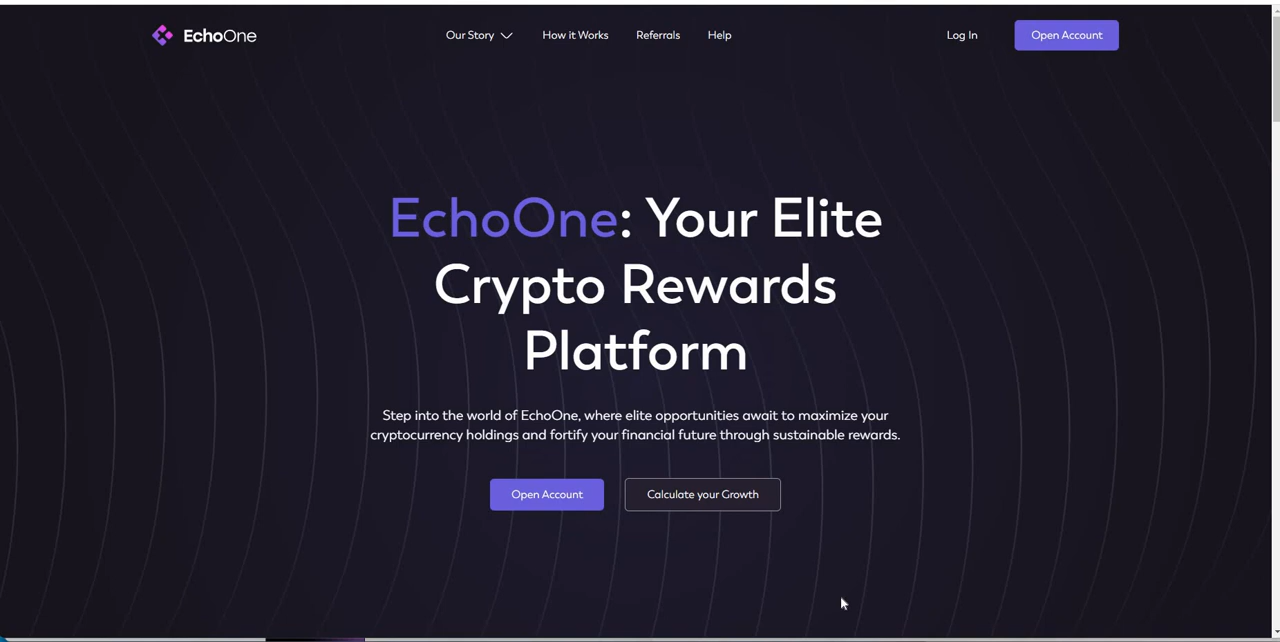 EchoOne
Our Story
How it Works
Referrals
Help
Log In
Open Account
EchoOne: Your Elite
Crypto Rewards
Platform
Step into the world of EchoOne, where elite opportunities await to maximize your
cryptocurrency holdings and fortify your financial future through sustainable rewards.
Open Account
Calculate your Growth